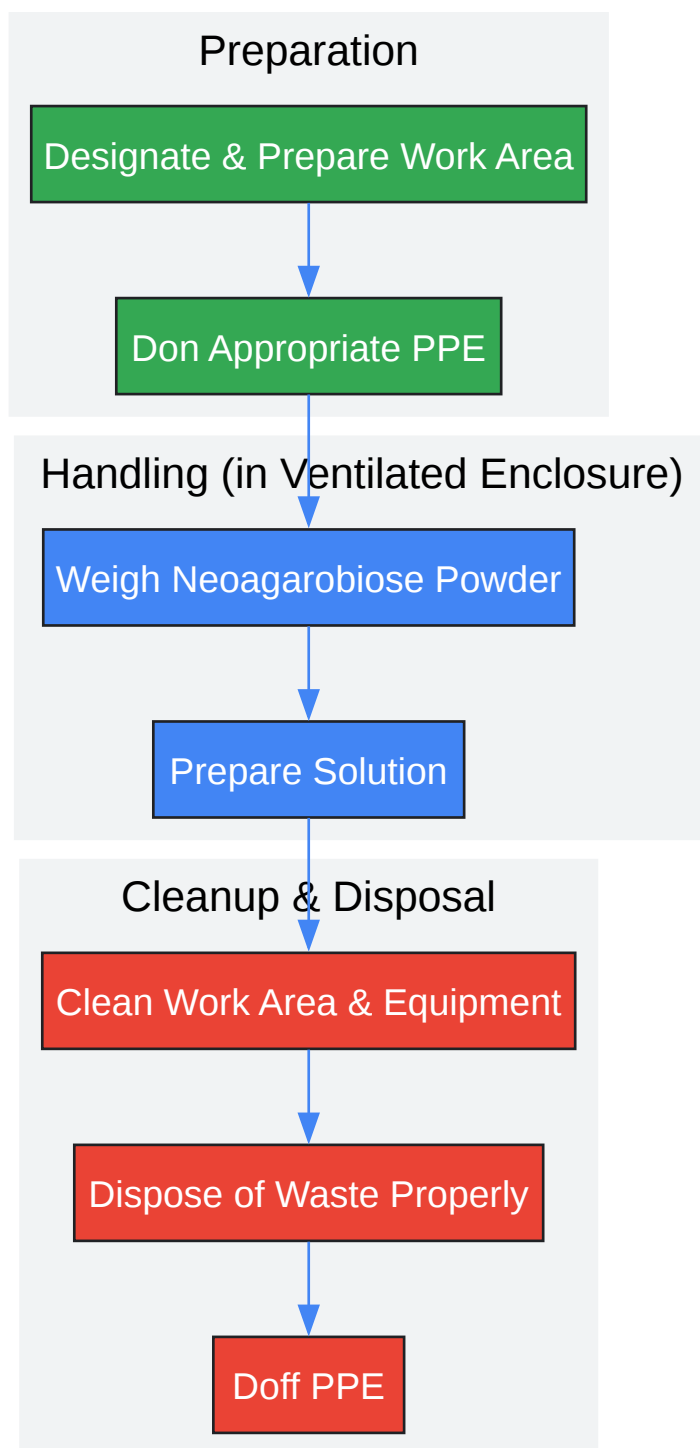 Preparation
Designate & Prepare Work Area
Don Appropriate PPE
Handling (in Ventilated Enclosure)
Weigh Neoagarobiose Powder
Prepare Solution
Cleanup & Disposal
Clean Work Area & Equipment
Dispose of Waste Properly
Doff PPE